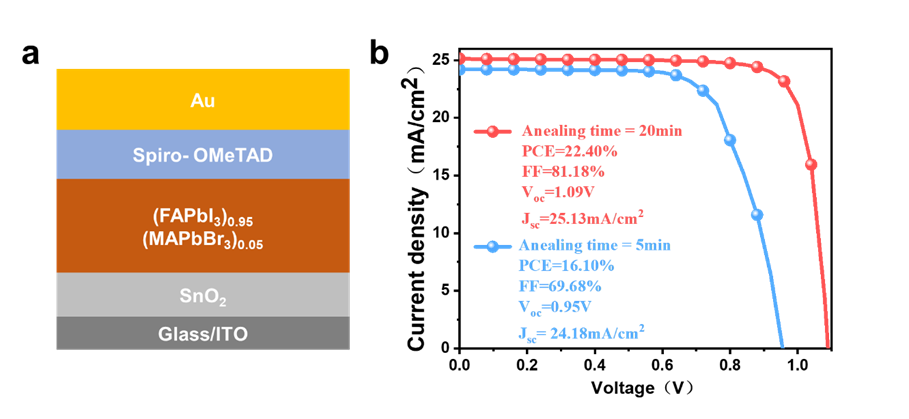 a
Au
Spiro- OMeTAD
(FAPbI₃)₀.₉₅
(MAPbBr₃)₀.₀₅
SnO₂
Glass/ITO
b
Current density（mA/cm²）
25
20
15
10
5
0
Anealing time = 20min
PCE=22.40%
FF=81.18%
Voc=1.09V
Jsc=25.13mA/cm²
Anealing time = 5min
PCE=16.10%
FF=69.68%
Voc=0.95V
Jsc= 24.18mA/cm²
0.0 0.2 0.4 0.6 0.8 1.0
Voltage（V）